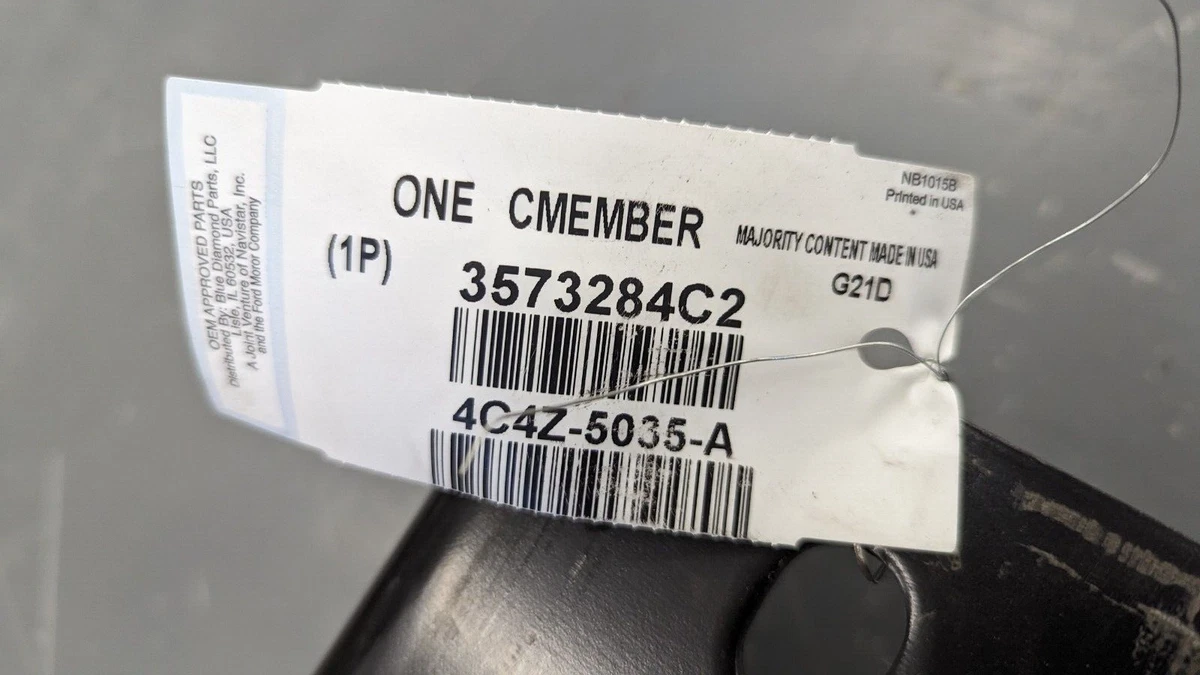 OEM APPROVED PARTS
Distributed By: Blue Diamond Parts, LLC
Lisle, IL 60532, USA
A Joint Venture of Navistar, Inc.
and the Ford Motor Company
NB1015B
Printed in USA
ONE CMEMBER
MAJORITY CONTENT MADE IN USA
(1P)
3573284C2
G21D
4C4Z-5035-A